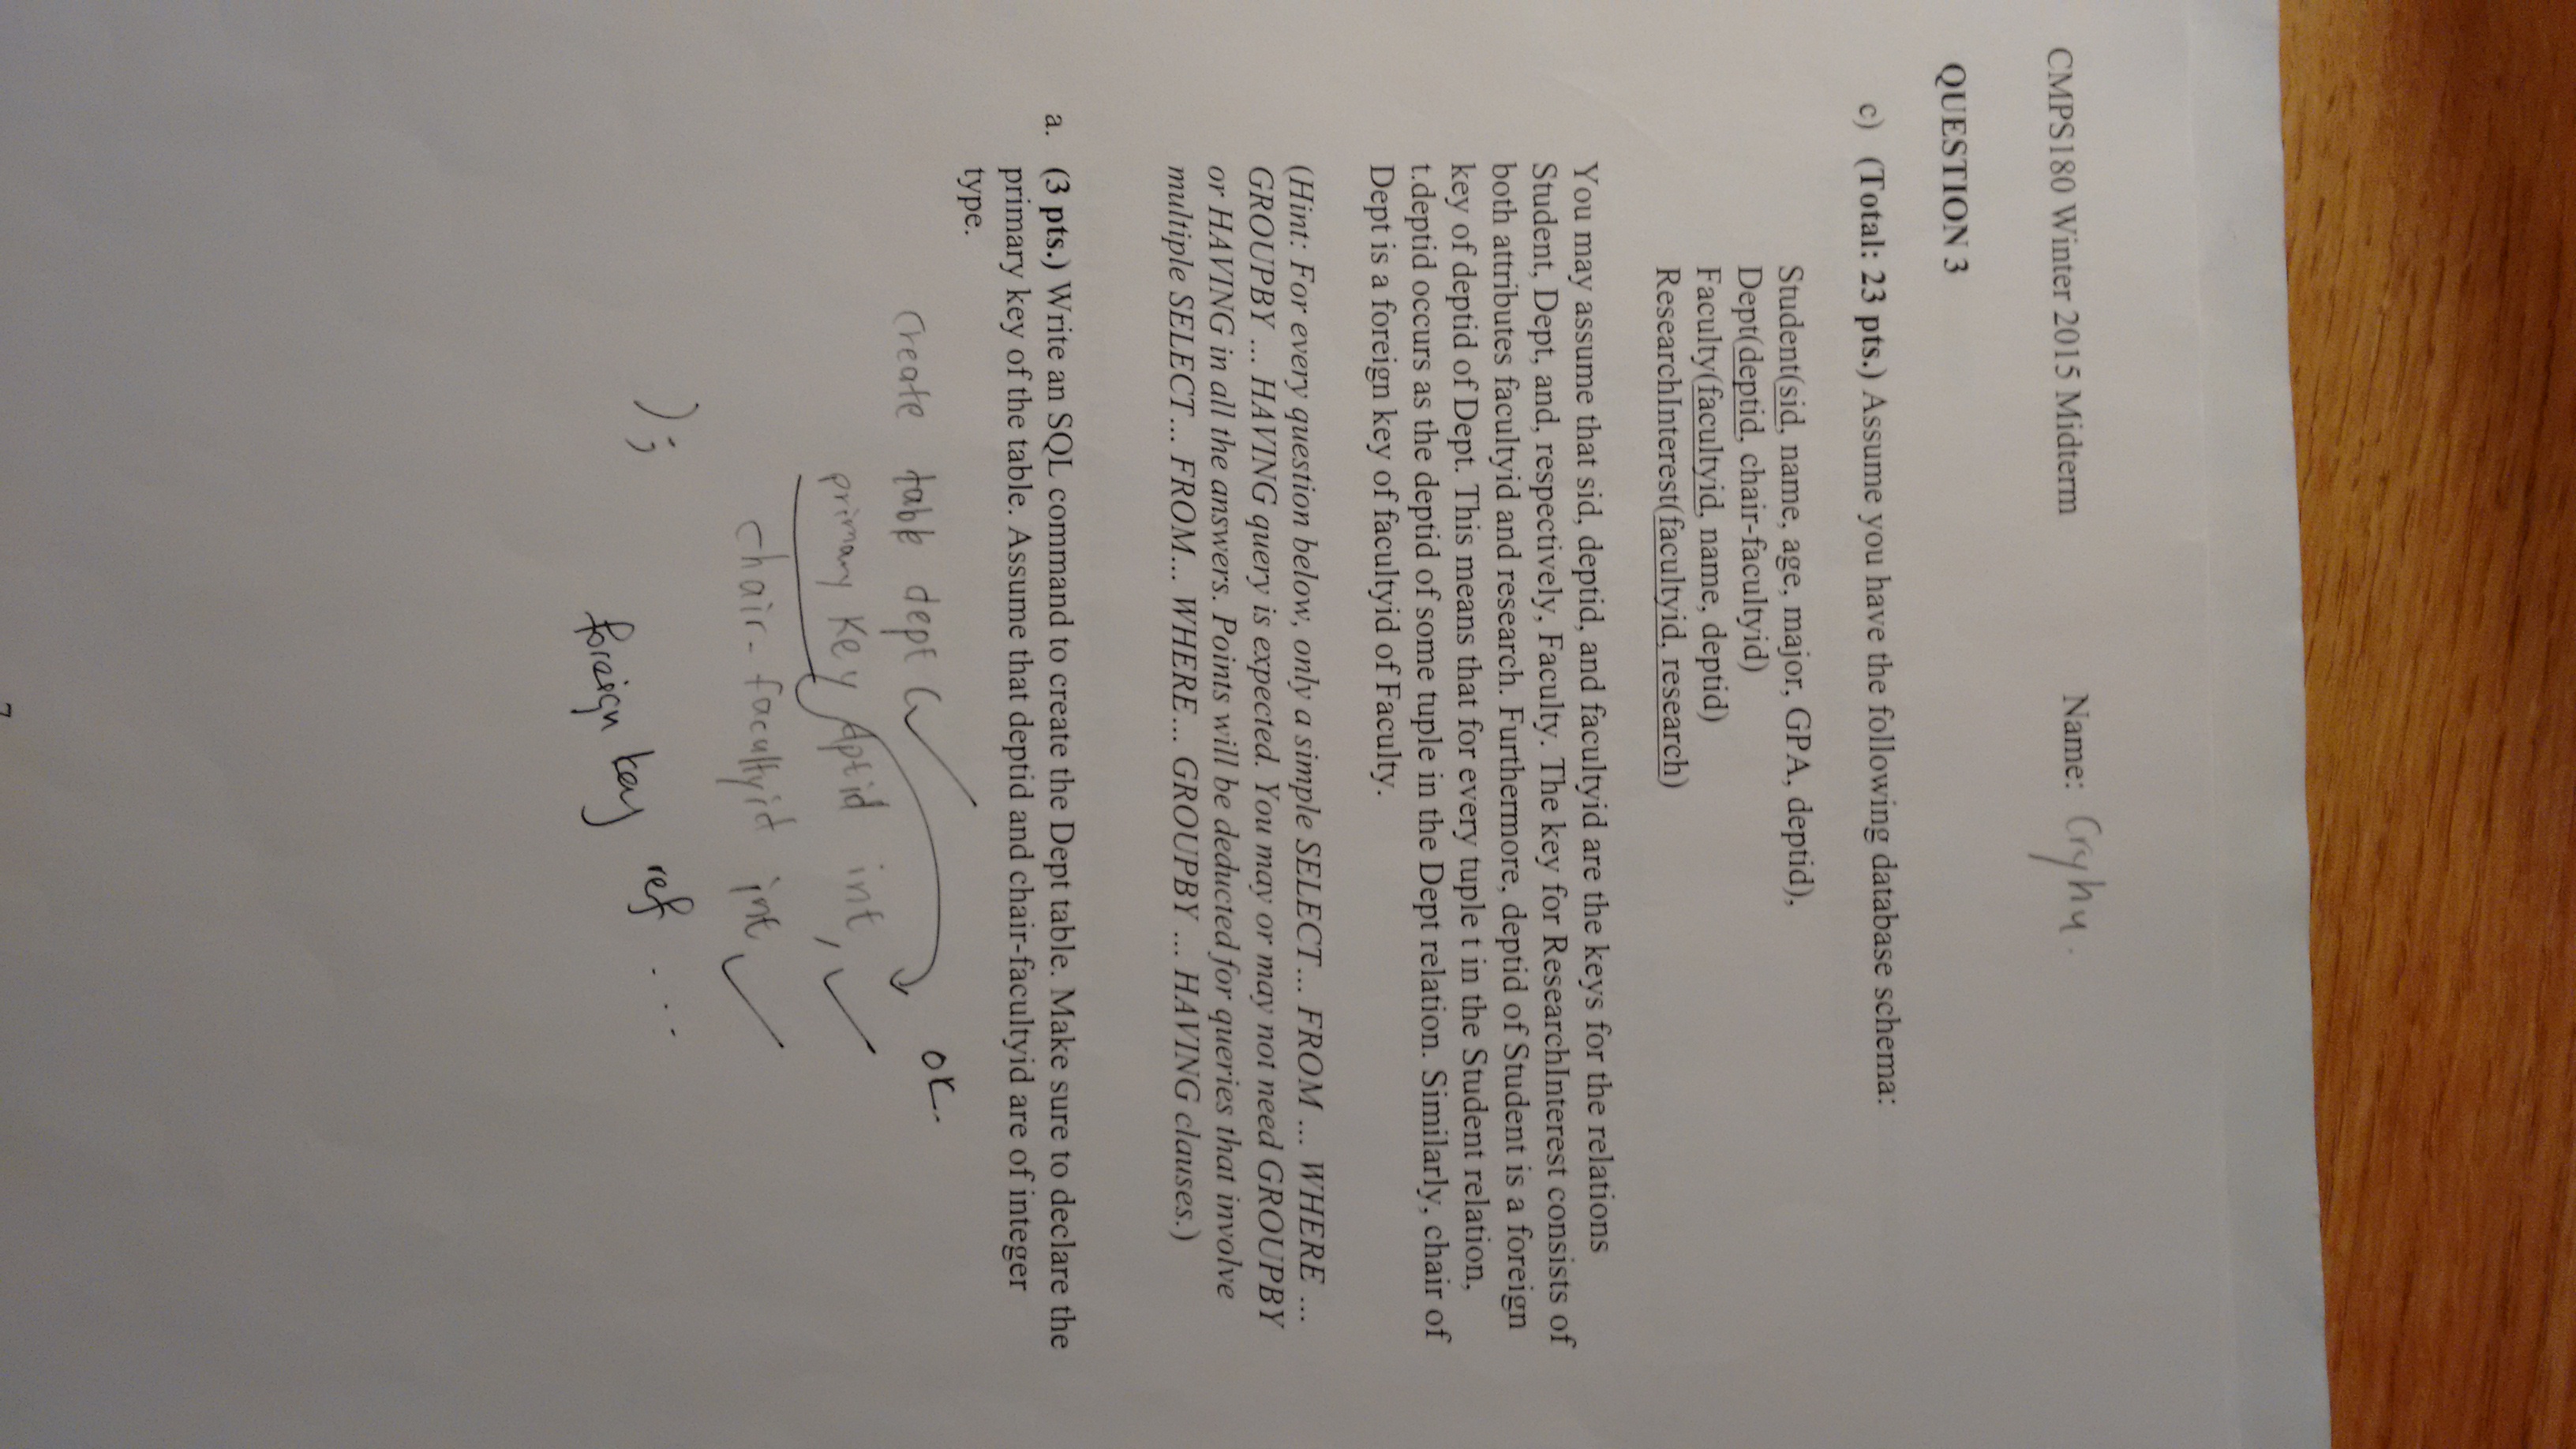 CMPS180 Winter 2015 Midterm Name: Cryhu.
QUESTION 3
c) (Total: 23 pts.) Assume you have the following database schema:
Student(sid, name, age, major, GPA, deptid),
Dept(deptid, chair-facultyid)
Faculty(facultyid, name, deptid)
ResearchInterest(facultyid, research)
You may assume that sid, deptid, and facultyid are the keys for the relations
Student, Dept, and, respectively, Faculty. The key for ResearchInterest consists of
both attributes facultyid and research. Furthermore, deptid of Student is a foreign
key of deptid of Dept. This means that for every tuple t in the Student relation,
t.deptid occurs as the deptid of some tuple in the Dept relation. Similarly, chair of
Dept is a foreign key of facultyid of Faculty.
(Hint: For every question below, only a simple SELECT... FROM ... WHERE ...
GROUPBY ... HAVING query is expected. You may or may not need GROUPBY
or HAVING in all the answers. Points will be deducted for queries that involve
multiple SELECT... FROM... WHERE... GROUPBY ... HAVING clauses.)
a. (3 pts.) Write an SQL command to create the Dept table. Make sure to declare the
primary key of the table. Assume that deptid and chair-facultyid are of integer
type.
Create table dept (
ok.
primary key dptid int,
chair-facultyid int
);
foreign key ref ...
7